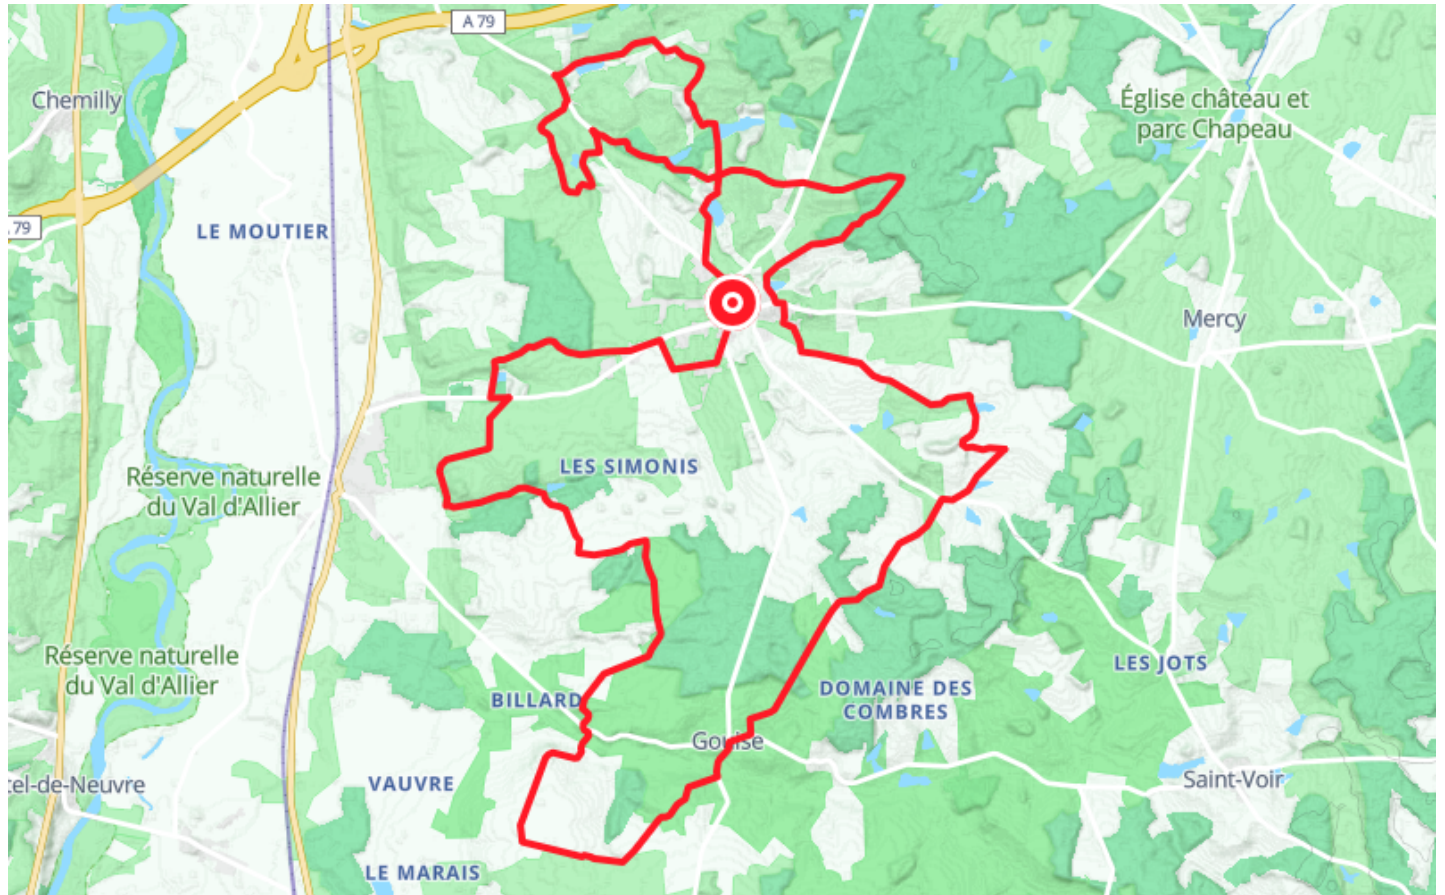 A 79
Chemilly
Église château et
parc Chapeau
79
LE MOUTIER
Mercy
LES SIMONIS
Réserve naturelle
du Val d'Allier
Réserve naturelle
du Val d'Allier
LES JOTS
BILLARD
DOMAINE DES
COMBRES
Gouise
tel-de-Neuvre
VAUVRE
Saint-Voir
LE MARAIS